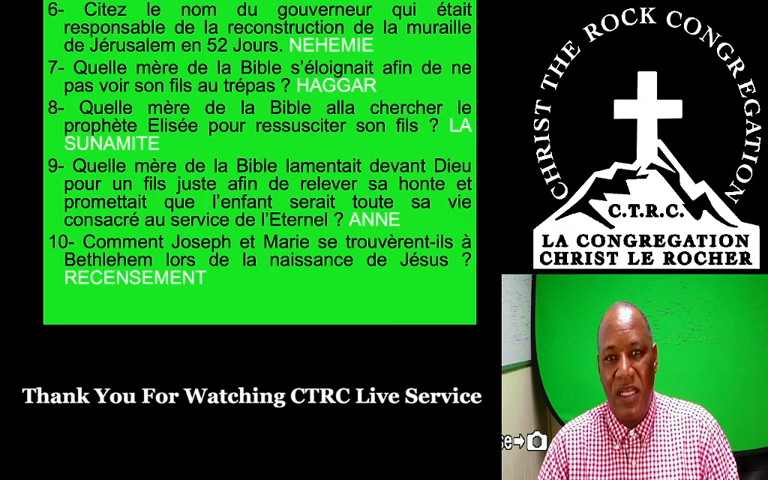 6- Citez le nom du gouverneur qui était
responsable de la reconstruction de la muraille
de Jérusalem en 52 Jours. NEHEMIE
7- Quelle mère de la Bible s’éloignait afin de ne
pas voir son fils au trépas ? HAGGAR
8- Quelle mère de la Bible alla chercher le
prophète Elisée pour ressusciter son fils ? LA
SUNAMITE
9- Quelle mère de la Bible lamentait devant Dieu
pour un fils juste afin de relever sa honte et
promettait que l’enfant serait toute sa vie
consacré au service de l’Eternel ? ANNE
10- Comment Joseph et Marie se trouvèrent-ils à
Bethlehem lors de la naissance de Jésus ?
RECENSEMENT
CHRIST THE ROCK CONGREGATION
C.T.R.C.
LA CONGREGATION
CHRIST LE ROCHER
Thank You For Watching CTRC Live Service